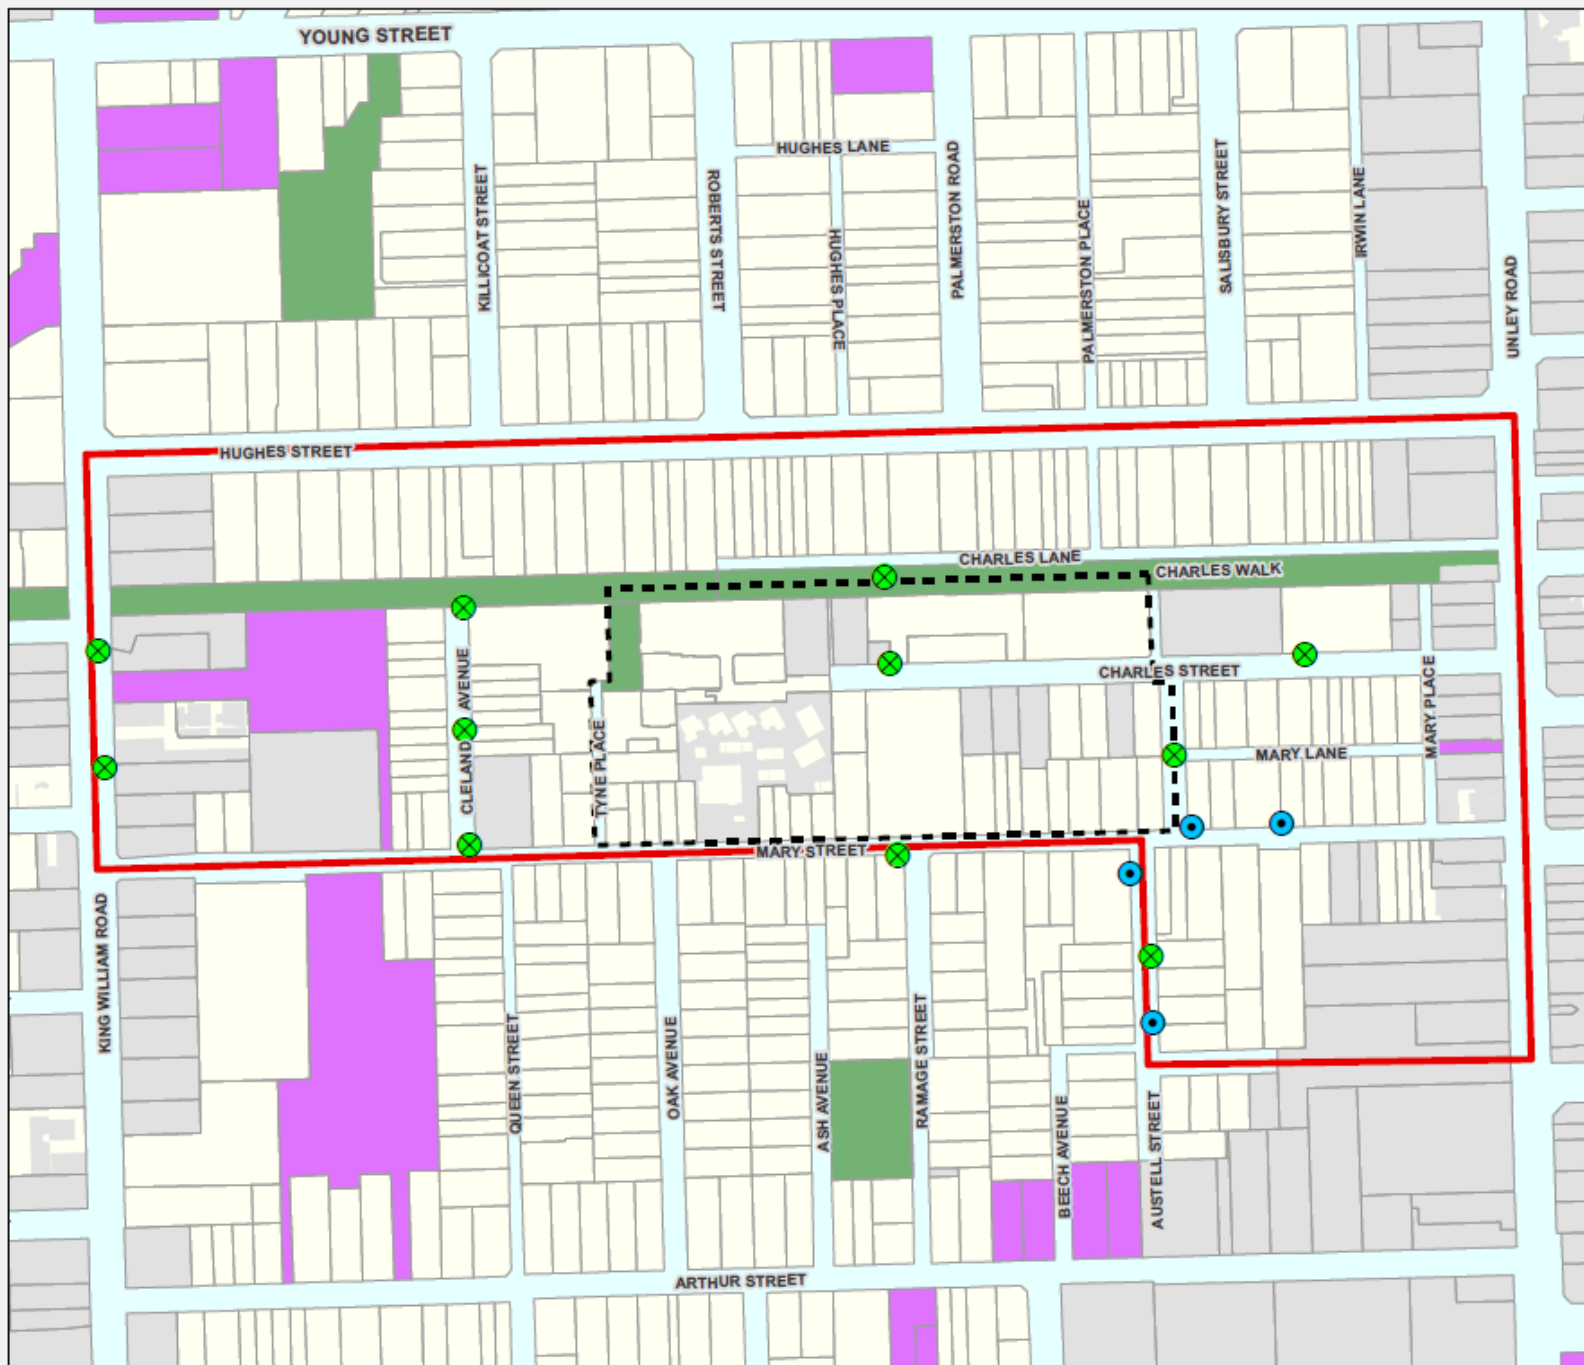 YOUNG STREET
HUGHES LANE
KILLICOAT STREET
ROBERTS STREET
HUGHES PLACE
PALMERSTON ROAD
PALMERSTON PLACE
SALISBURY STREET
IRWIN LANE
UNLEY ROAD
HUGHES STREET
CHARLES LANE
CHARLES WALK
CHARLES STREET
CLELAND AVENUE
TYNE PLACE
MARY PLACE
MARY LANE
MARY STREET
KING WILLIAM ROAD
QUEEN STREET
OAK AVENUE
ASH AVENUE
RAMAGE STREET
BEECH AVENUE
AUSTELL STREET
ARTHUR STREET